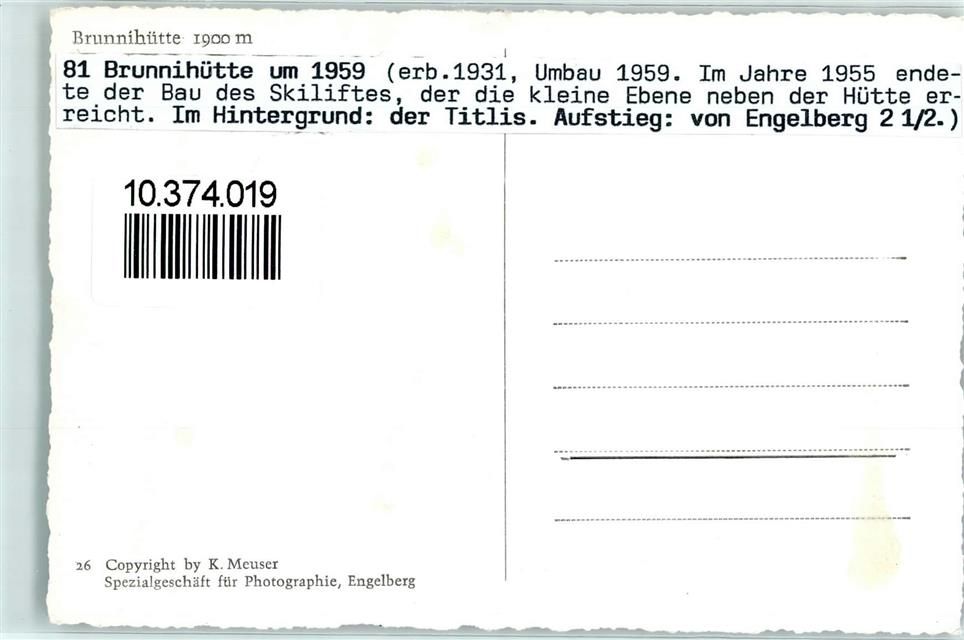 Brunnihütte 1900 m
81 Brunnihütte um 1959 (erb.1931, Umbau 1959. Im Jahre 1955 ende-
te der Bau des Skiliftes, der die kleine Ebene neben der Hütte er-
reicht. Im Hintergrund: der Titlis. Aufstieg: von Engelberg 2 1/2.)
10.374.019
26 Copyright by K. Meuser
Spezialgeschäft für Photographie, Engelberg